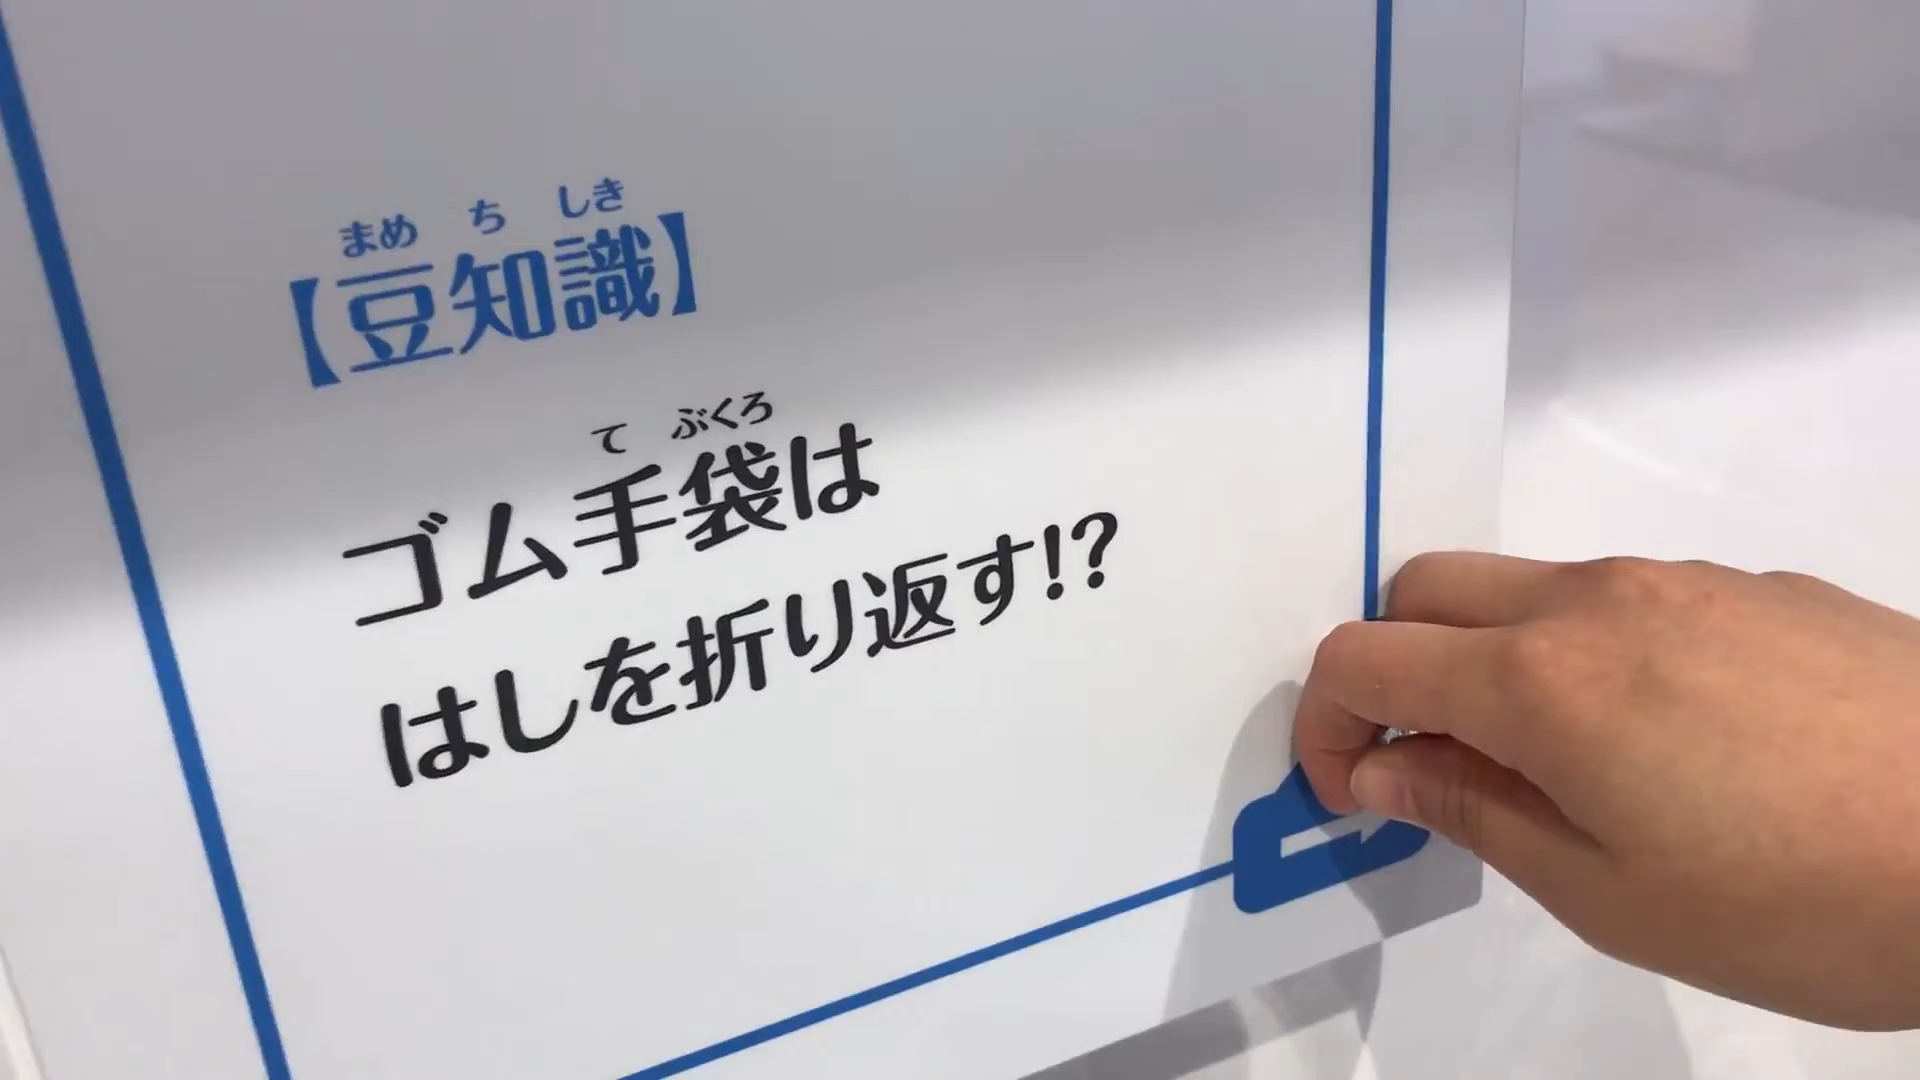 まめ ち しき
【豆知識】
て ぶくろ
ゴム手袋は
はしを折り返す!?